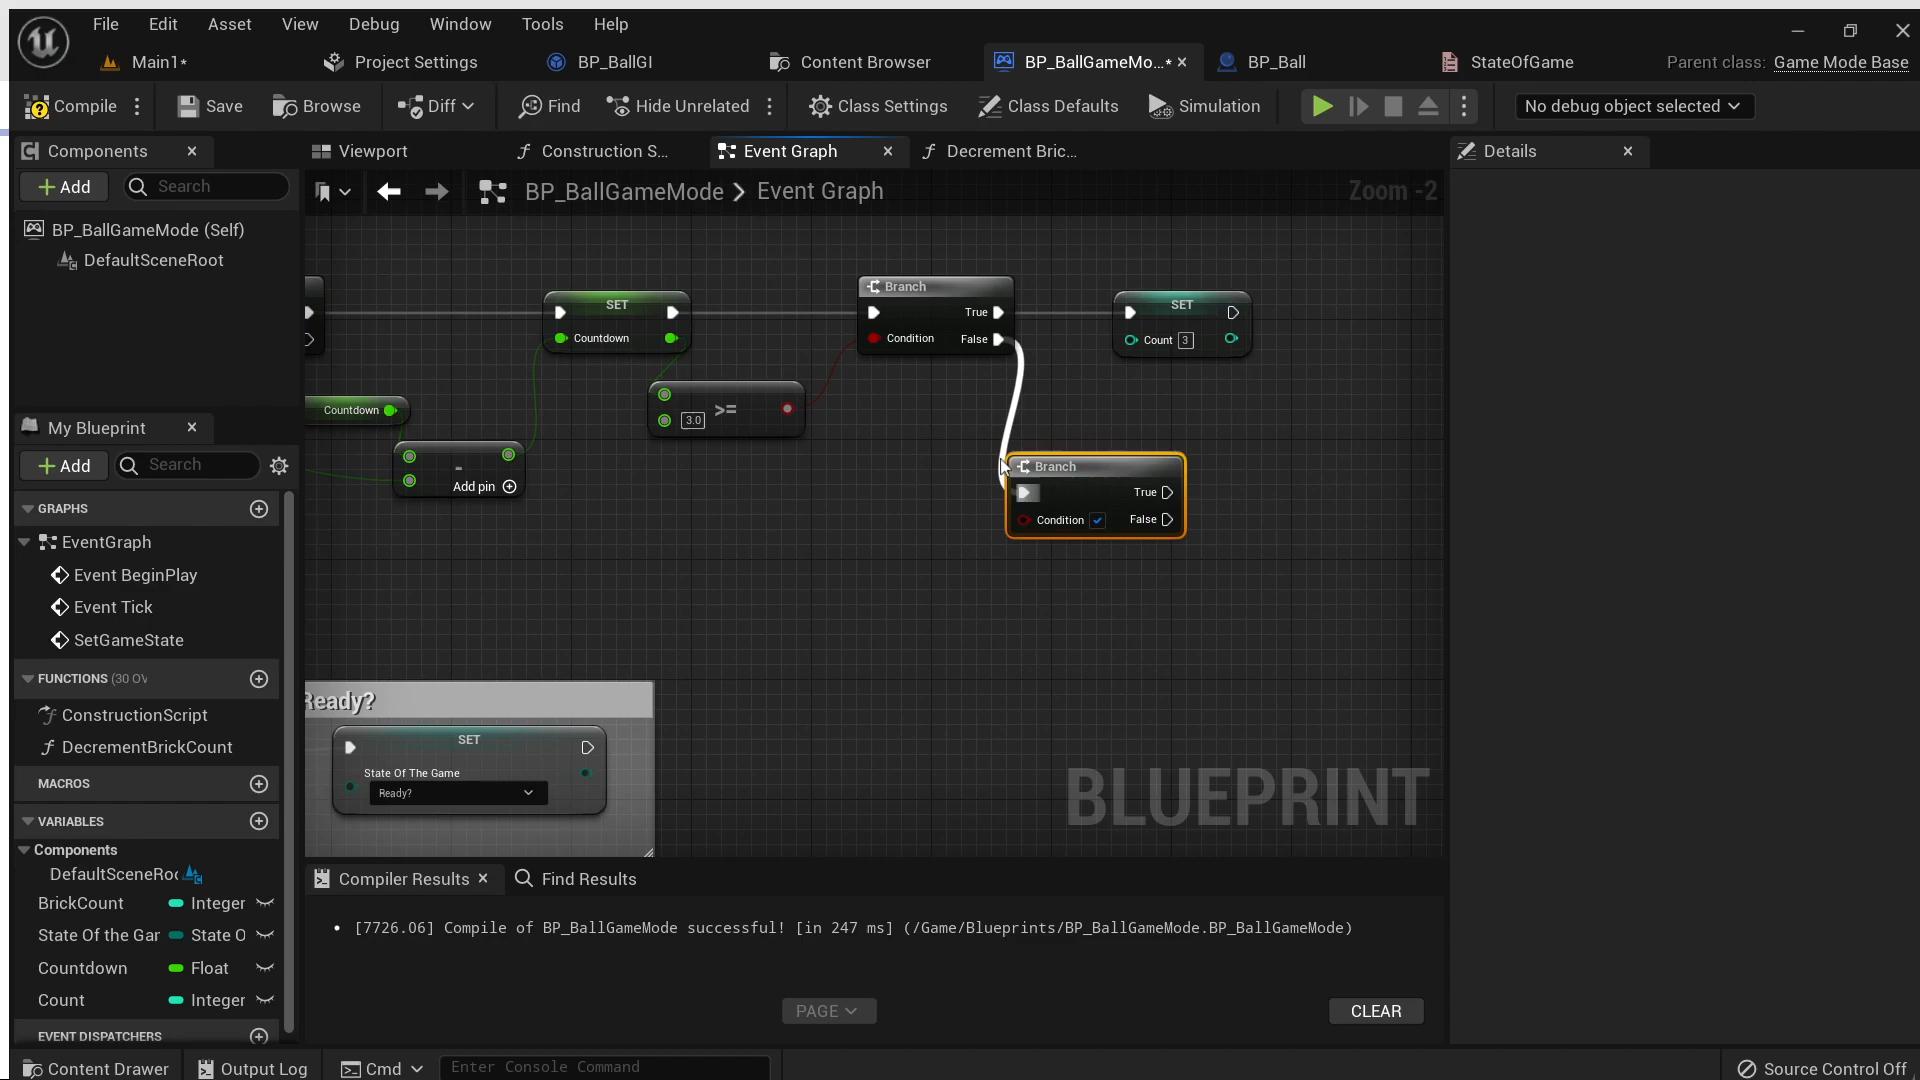 File Edit Asset View Debug Window Tools Help
Main1* Project Settings BP_BallGI Content Browser BP_BallGameMo...* BP_Ball StateOfGame Parent class: Game Mode Base
Compile Save Browse Diff Find Hide Unrelated Class Settings Class Defaults Simulation No debug object selected
Components Viewport Construction S... Event Graph Decrement Bric... Details
Add Search BP_BallGameMode > Event Graph Zoom -2
BP_BallGameMode (Self)
DefaultSceneRoot
Branch
SET SET
True
Countdown Condition False Count 3
Countdown 3.0 >=
My Blueprint
Add Search - Add pin
Branch
True
Condition False
GRAPHS
EventGraph
Event BeginPlay
Event Tick
SetGameState
FUNCTIONS (30 OV
Ready?
ConstructionScript
DecrementBrickCount
SET
State Of The Game
Ready?
MACROS
BLUEPRINT
VARIABLES
Components
DefaultSceneRoc
BrickCount Integer
State Of the Gar State O
Countdown Float
Count Integer
EVENT DISPATCHERS
Compiler Results Find Results
• [7726.06] Compile of BP_BallGameMode successful! [in 247 ms] (/Game/Blueprints/BP_BallGameMode.BP_BallGameMode)
PAGE CLEAR
Content Drawer Output Log Cmd Enter Console Command Source Control Off